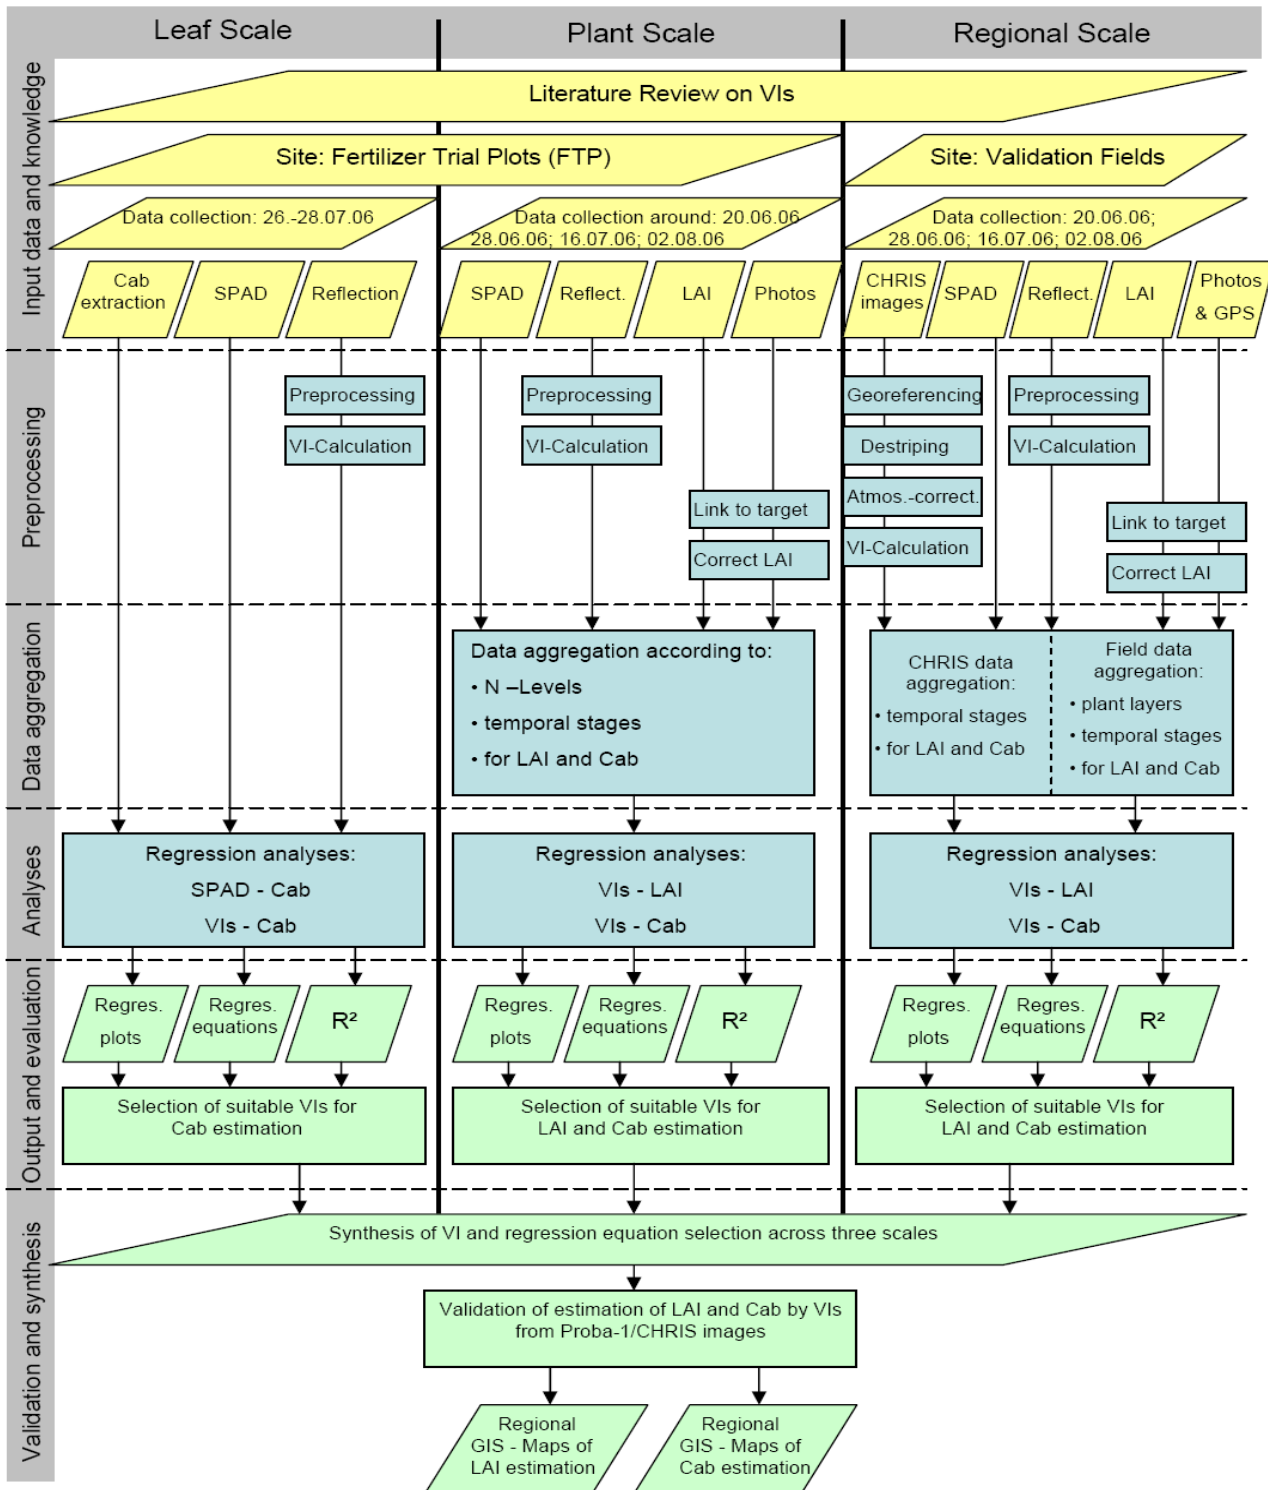 Leaf Scale
Plant Scale
Regional Scale
Input data and knowledge
Literature Review on VIs
Site: Fertilizer Trial Plots (FTP)
Site: Validation Fields
Data collection: 26.-28.07.06
Data collection around: 20.06.06
28.06.06; 16.07.06; 02.08.06
Data collection: 20.06.06;
28.06.06; 16.07.06; 02.08.06
Cab
extraction
SPAD
Reflection
SPAD
Reflect.
LAI
Photos
CHRIS
images
SPAD
Reflect.
LAI
Photos
& GPS
Preprocessing
Preprocessing
VI-Calculation
Preprocessing
VI-Calculation
Link to target
Correct LAI
Georeferencing
Destriping
Atmos.-correct.
VI-Calculation
Preprocessing
VI-Calculation
Link to target
Correct LAI
Data aggregation
Data aggregation according to:
• N –Levels
• temporal stages
• for LAI and Cab
CHRIS data
aggregation:
• temporal stages
• for LAI and Cab
Field data
aggregation:
• plant layers
• temporal stages
• for LAI and Cab
Analyses
Regression analyses:
SPAD - Cab
VIs - Cab
Regression analyses:
VIs - LAI
VIs - Cab
Regression analyses:
VIs - LAI
VIs - Cab
Output and evaluation
Regres.
plots
Regres.
equations
R²
Regres.
plots
Regres.
equations
R²
Regres.
plots
Regres.
equations
R²
Selection of suitable VIs for
Cab estimation
Selection of suitable VIs for
LAI and Cab estimation
Selection of suitable VIs for
LAI and Cab estimation
Validation and synthesis
Synthesis of VI and regression equation selection across three scales
Validation of estimation of LAI and Cab by VIs
from Proba-1/CHRIS images
Regional
GIS - Maps of
LAI estimation
Regional
GIS - Maps of
Cab estimation